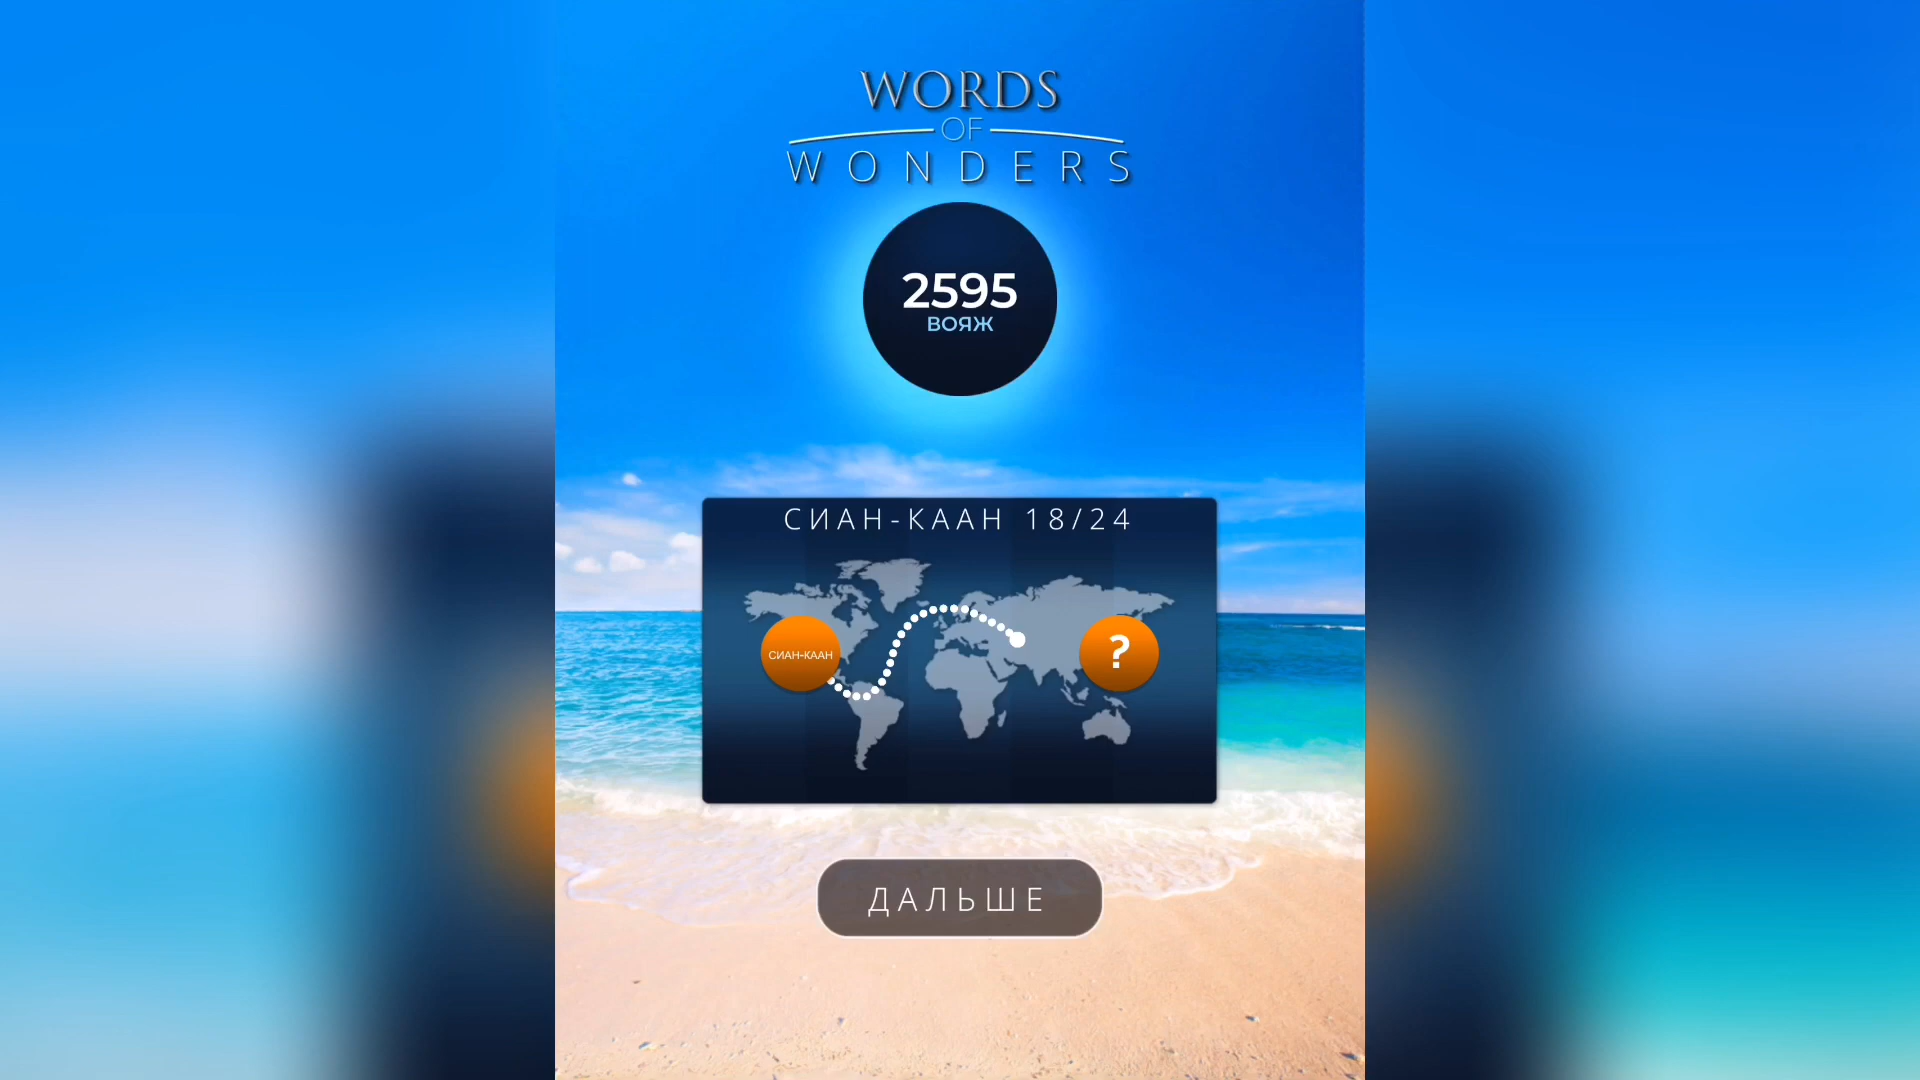 WORDS
OF
WONDERS
2595
ВОЯЖ
СИАН-КААН 18/24
СИАН-КААН
?
ДАЛЬШЕ